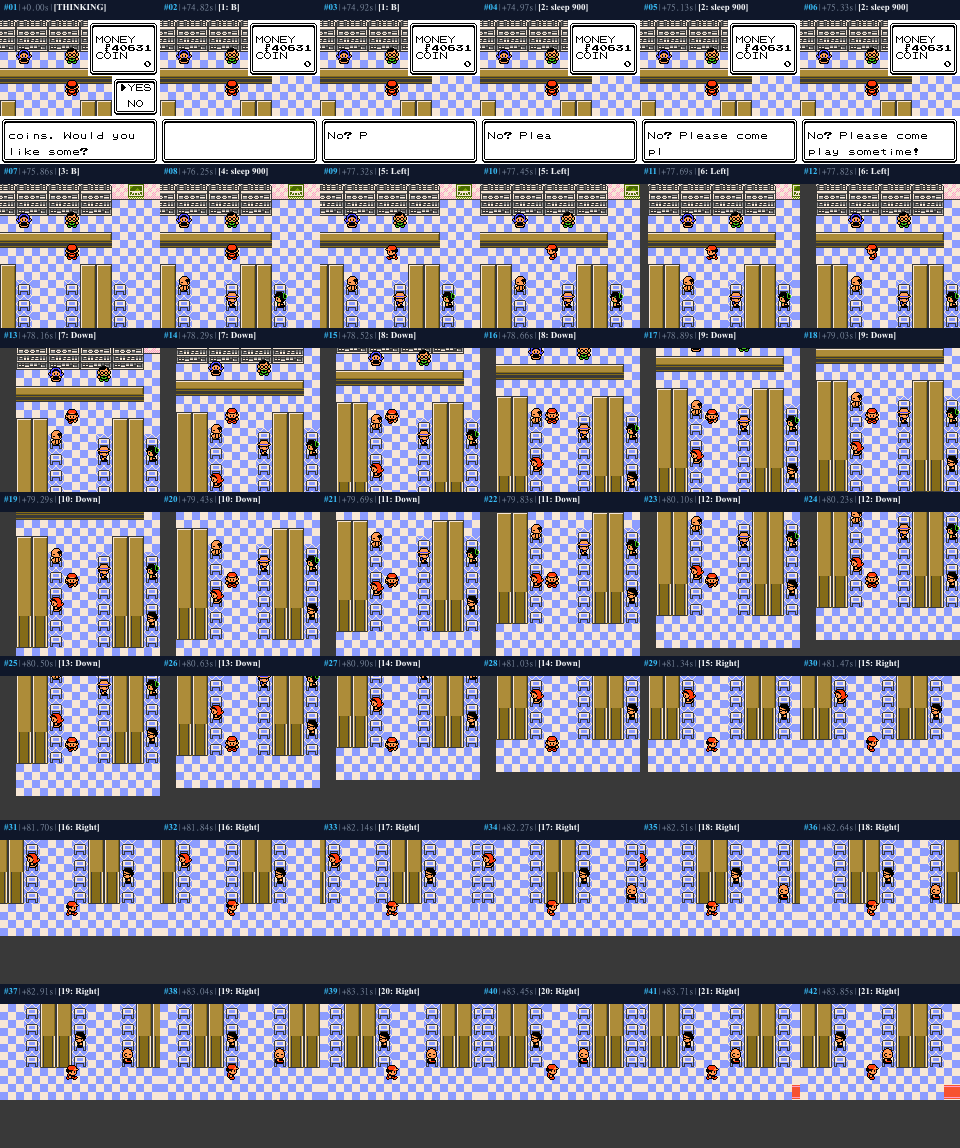 #01|+0.00s|[THINKING]
#02|+74.82s|[1: B]
#03|+74.92s|[1: B]
#04|+74.97s|[2: sleep 900]
#05|+75.13s|[2: sleep 900]
#06|+75.33s|[2: sleep 900]
MONEY
₽40631
COIN
0
YES
NO
coins. Would you
like some?
MONEY
₽40631
COIN
0
MONEY
₽40631
COIN
0
No? P
MONEY
₽40631
COIN
0
No? Plea
MONEY
₽40631
COIN
0
No? Please come
pl
MONEY
₽40631
COIN
0
No? Please come
play sometime!
#07|+75.86s|[3: B]
#08|+76.25s|[4: sleep 900]
#09|+77.32s|[5: Left]
#10|+77.45s|[5: Left]
#11|+77.69s|[6: Left]
#12|+77.82s|[6: Left]
#13|+78.16s|[7: Down]
#14|+78.29s|[7: Down]
#15|+78.52s|[8: Down]
#16|+78.66s|[8: Down]
#17|+78.89s|[9: Down]
#18|+79.03s|[9: Down]
#19|+79.29s|[10: Down]
#20|+79.43s|[10: Down]
#21|+79.69s|[11: Down]
#22|+79.83s|[11: Down]
#23|+80.10s|[12: Down]
#24|+80.23s|[12: Down]
#25|+80.50s|[13: Down]
#26|+80.63s|[13: Down]
#27|+80.90s|[14: Down]
#28|+81.03s|[14: Down]
#29|+81.34s|[15: Right]
#30|+81.47s|[15: Right]
#31|+81.70s|[16: Right]
#32|+81.84s|[16: Right]
#33|+82.14s|[17: Right]
#34|+82.27s|[17: Right]
#35|+82.51s|[18: Right]
#36|+82.64s|[18: Right]
#37|+82.91s|[19: Right]
#38|+83.04s|[19: Right]
#39|+83.31s|[20: Right]
#40|+83.45s|[20: Right]
#41|+83.71s|[21: Right]
#42|+83.85s|[21: Right]